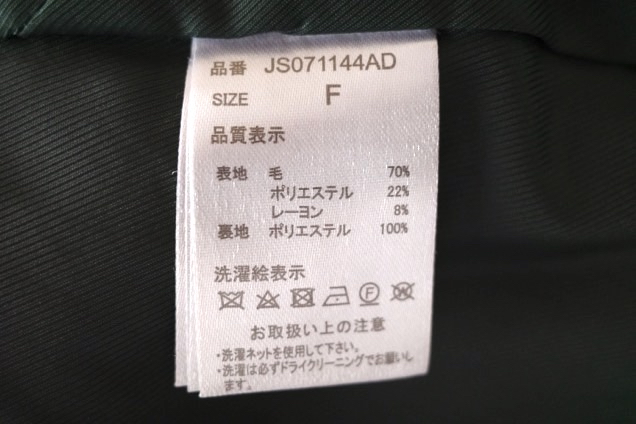 品番 JS071144AD
SIZE F
品質表示
表地 毛 70%
ポリエステル 22%
レーヨン 8%
裏地 ポリエステル 100%
洗濯絵表示
お取扱い上の注意
・洗濯ネットを使用して下さい。
・洗濯は必ずドライクリーニングでお願いし
ます。